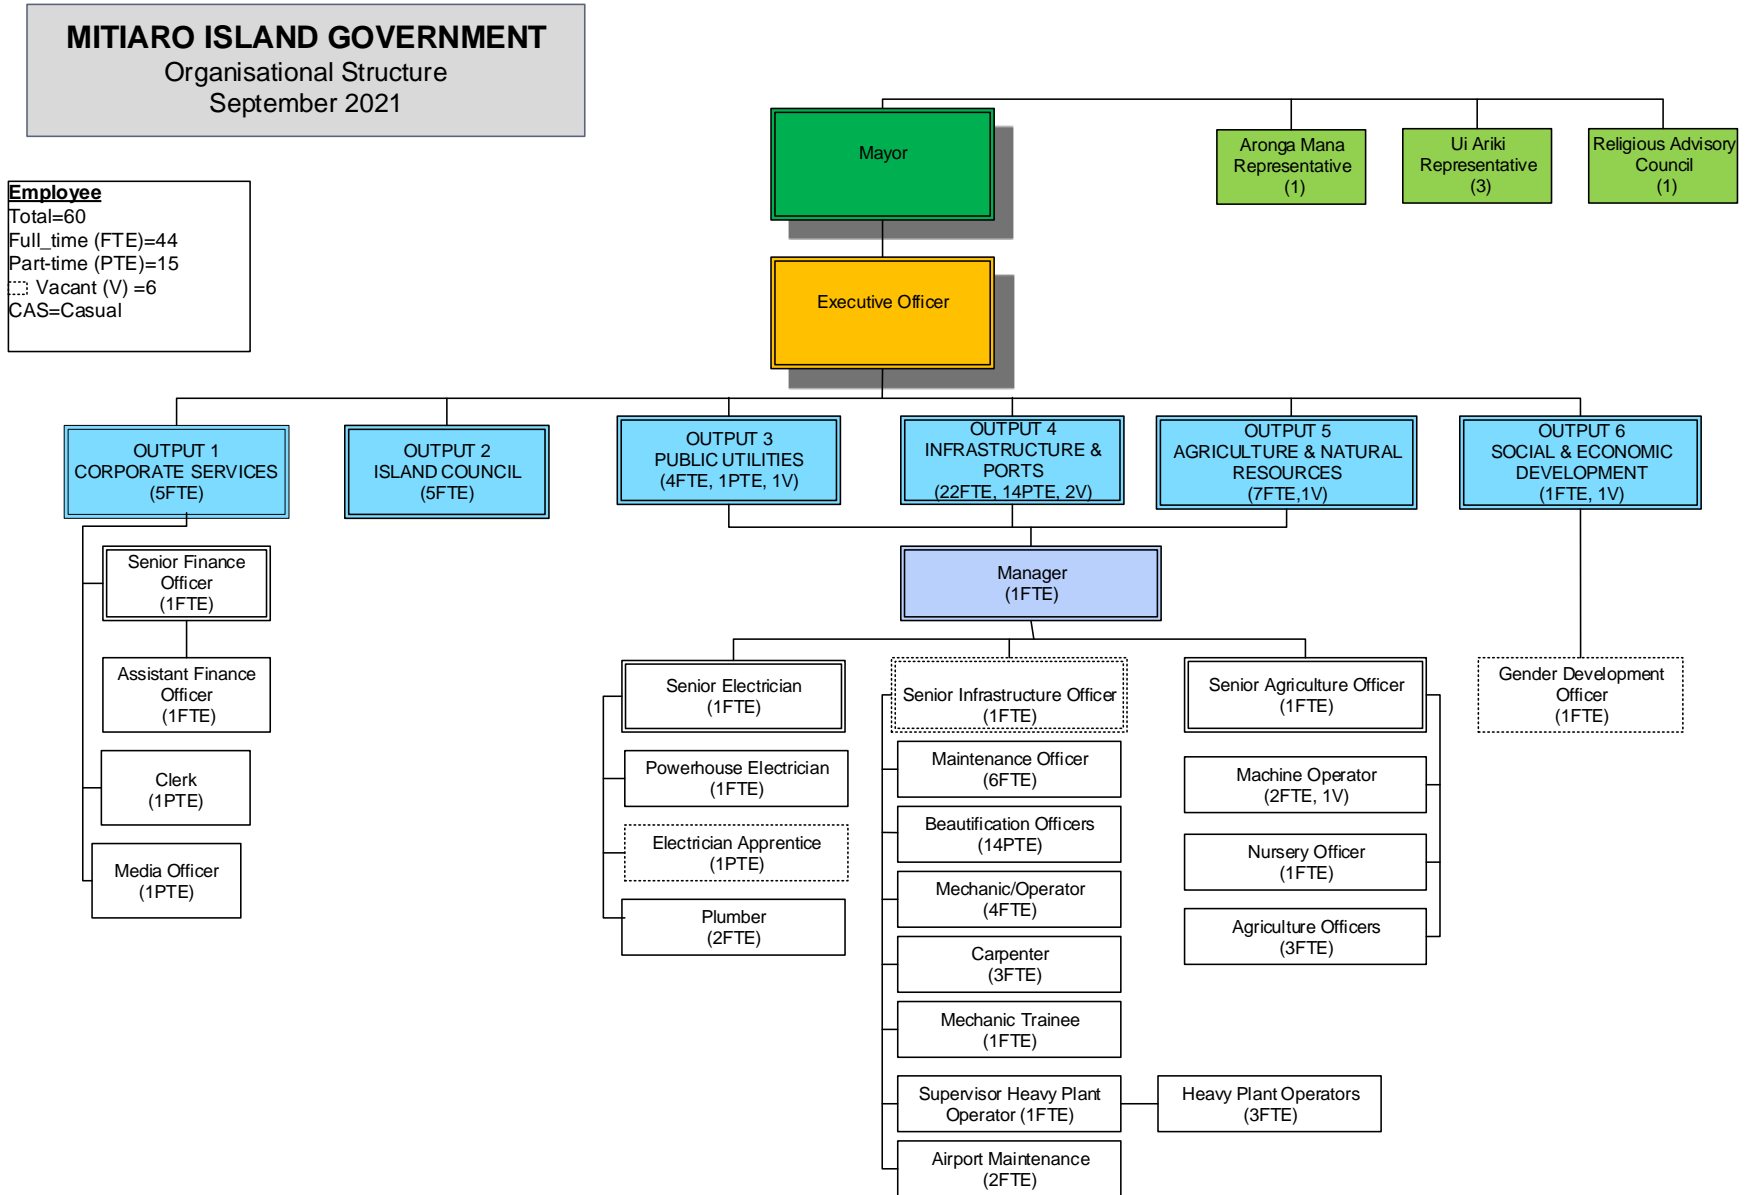 MITIARO ISLAND GOVERNMENT
Organisational Structure
September 2021
Employee
Total=60
Full_time (FTE)=44
Part-time (PTE)=15
Vacant (V) =6
CAS=Casual
Mayor
Aronga Mana
Representative
(1)
Ui Ariki
Representative
(3)
Religious Advisory
Council
(1)
Executive Officer
OUTPUT 1
CORPORATE SERVICES
(5FTE)
OUTPUT 2
ISLAND COUNCIL
(5FTE)
OUTPUT 3
PUBLIC UTILITIES
(4FTE, 1PTE, 1V)
OUTPUT 4
INFRASTRUCTURE &
PORTS
(22FTE, 14PTE, 2V)
OUTPUT 5
AGRICULTURE & NATURAL
RESOURCES
(7FTE,1V)
OUTPUT 6
SOCIAL & ECONOMIC
DEVELOPMENT
(1FTE, 1V)
Senior Finance
Officer
(1FTE)
Assistant Finance
Officer
(1FTE)
Clerk
(1PTE)
Media Officer
(1PTE)
Manager
(1FTE)
Senior Electrician
(1FTE)
Powerhouse Electrician
(1FTE)
Electrician Apprentice
(1PTE)
Plumber
(2FTE)
Senior Infrastructure Officer
(1FTE)
Maintenance Officer
(6FTE)
Beautification Officers
(14PTE)
Mechanic/Operator
(4FTE)
Carpenter
(3FTE)
Mechanic Trainee
(1FTE)
Supervisor Heavy Plant
Operator (1FTE)
Heavy Plant Operators
(3FTE)
Airport Maintenance
(2FTE)
Senior Agriculture Officer
(1FTE)
Machine Operator
(2FTE, 1V)
Nursery Officer
(1FTE)
Agriculture Officers
(3FTE)
Gender Development
Officer
(1FTE)